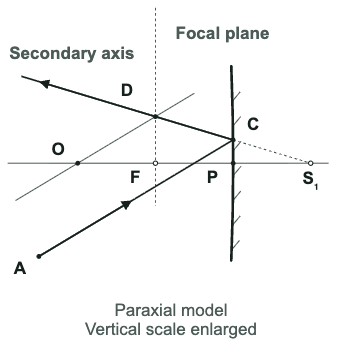 Focal plane
Secondary axis
D
C
O
F
P
S₁
A
Paraxial model
Vertical scale enlarged